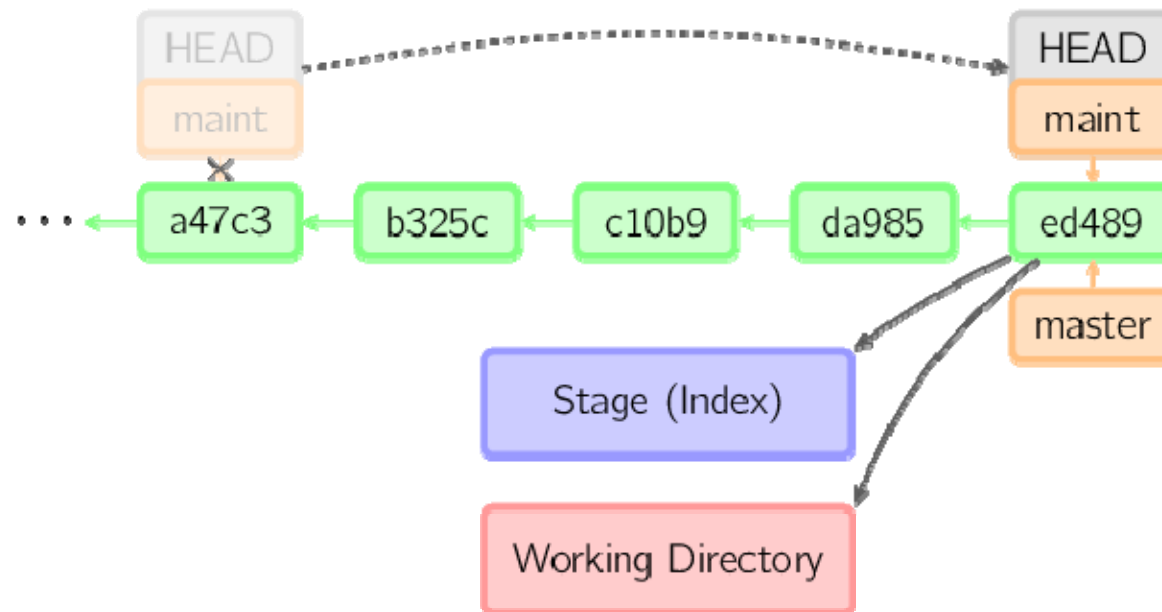 HEAD
HEAD
maint
maint
... a47c3 b325c c10b9 da985 ed489
master
Stage (Index)
Working Directory